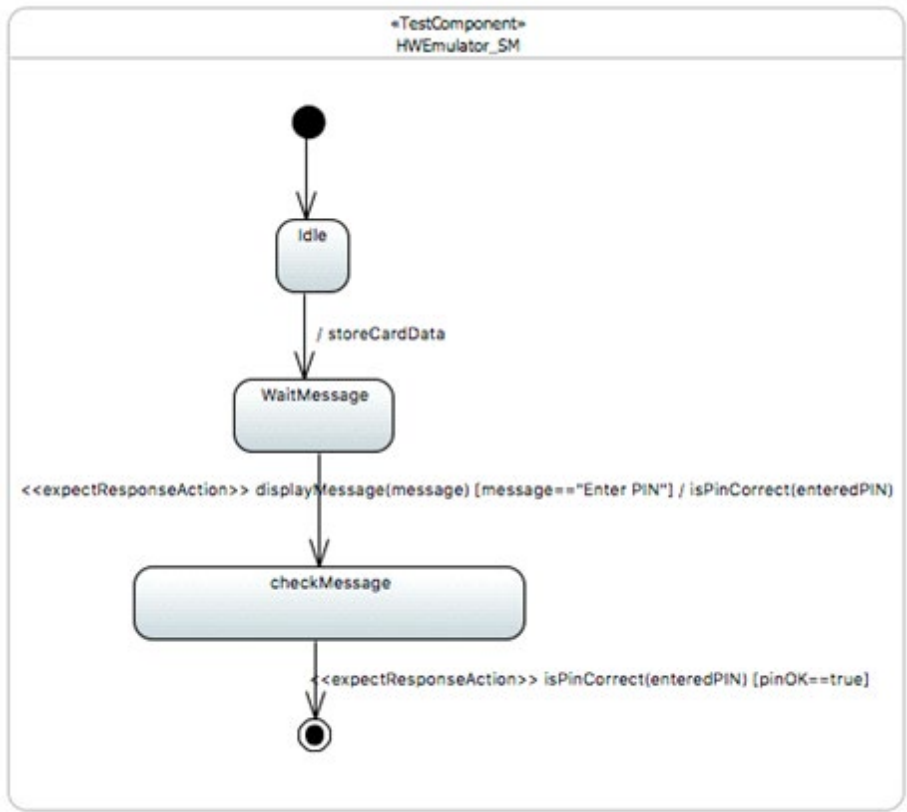 «TestComponent»
HWEmulator_SM
Idle
/ storeCardData
WaitMessage
<<expectResponseAction>> displayMessage(message) [message=="Enter PIN"] / isPinCorrect(enteredPIN)
checkMessage
<<expectResponseAction>> isPinCorrect(enteredPIN) [pinOK==true]